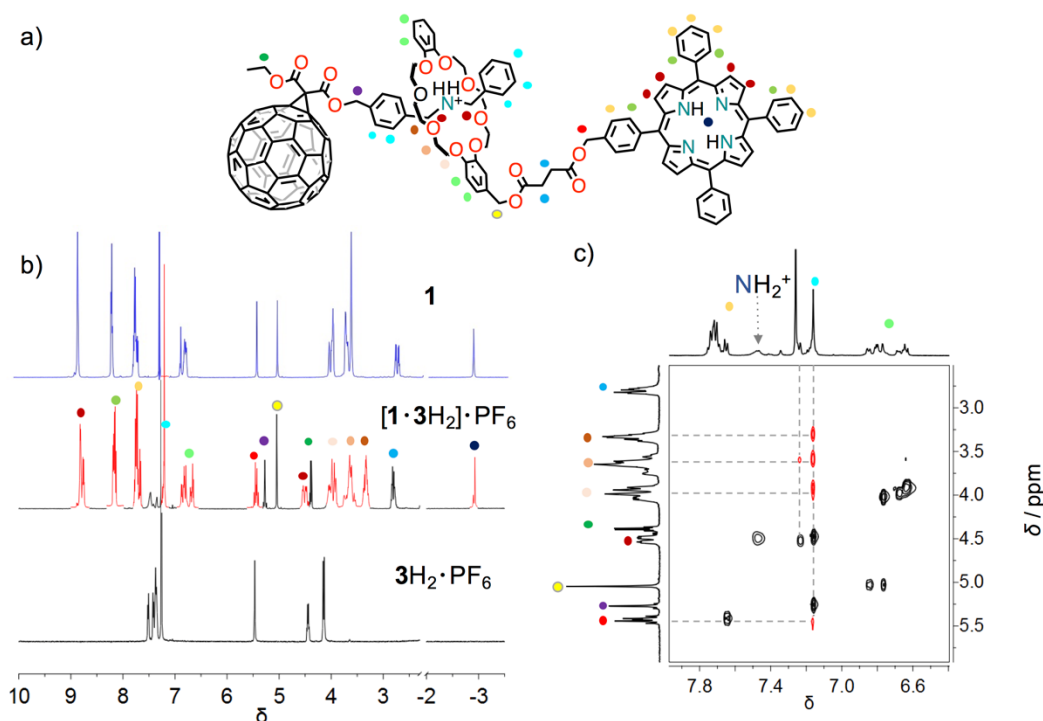 a)
O
O
O
O
O
O
O
O
HH
N+
O
O
O
O
O
O
O
O
O
O
NH
N
N
HN
b)
1
[1·3H2]·PF6
3H2·PF6
10 9 8 7 6 5 4 3 -2 -3
δ
c)
NH2+
3.0
3.5
4.0
4.5
5.0
5.5
δ / ppm
7.8 7.4 7.0 6.6
δ